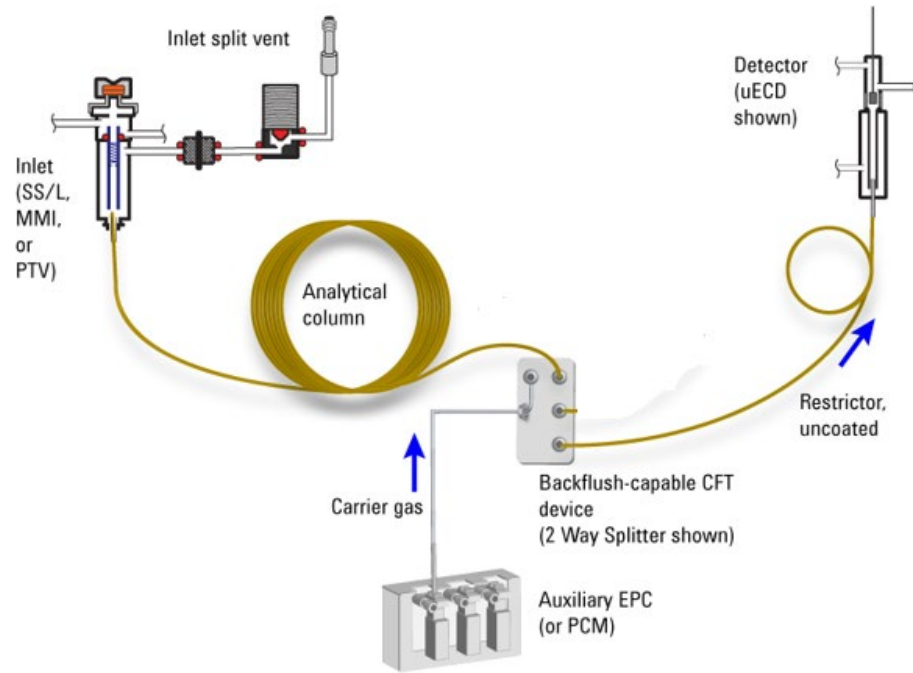 Inlet split vent
Detector
(uECD
shown)
Inlet
(SS/L,
MMI,
or
PTV)
Analytical
column
Restrictor,
uncoated
Carrier gas
Backflush-capable CFT
device
(2 Way Splitter shown)
Auxiliary EPC
(or PCM)